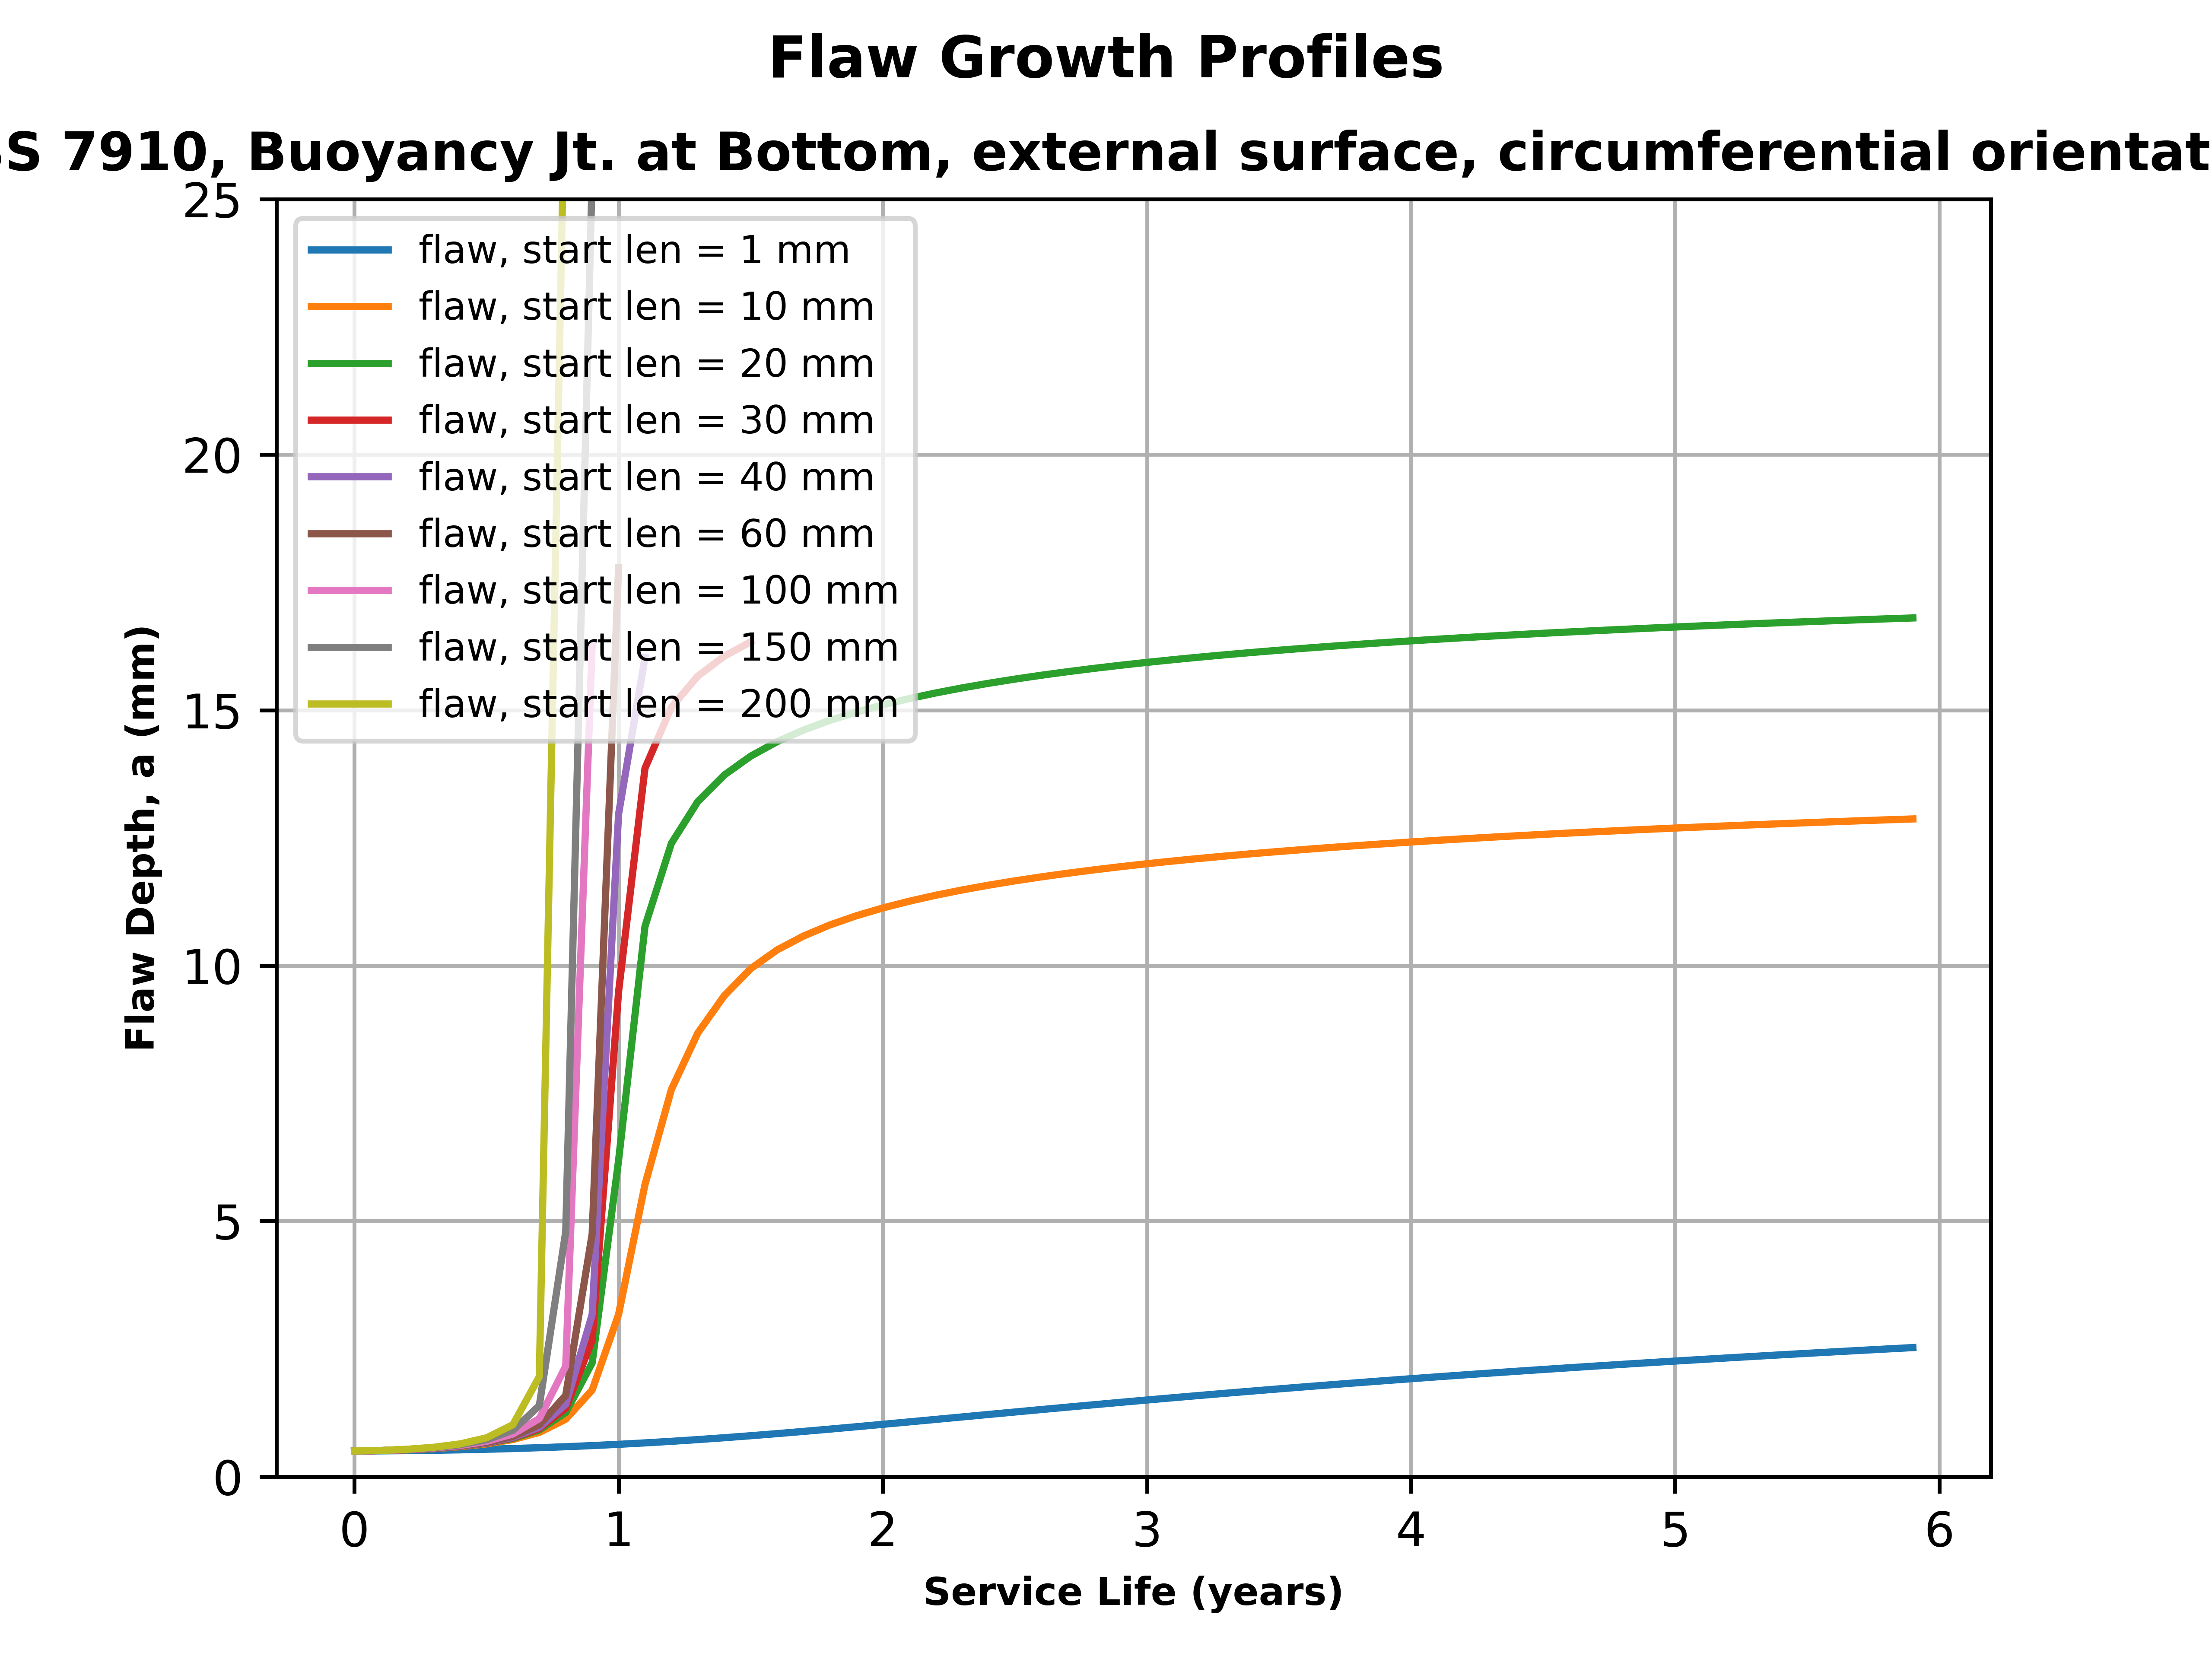 Flaw Growth Profiles
7910, Buoyancy Jt. at Bottom, external surface, circumferential
25
20
15
10
5
0
Flaw Depth, a (mm)
flaw, start len = 1 mm
flaw, start len = 10 mm
flaw, start len = 20 mm
flaw, start len = 30 mm
flaw, start len = 40 mm
flaw, start len = 60 mm
flaw, start len = 100 mm
flaw, start len = 150 mm
flaw, start len = 200 mm
0 1 2 3 4 5 6
Service Life (years)